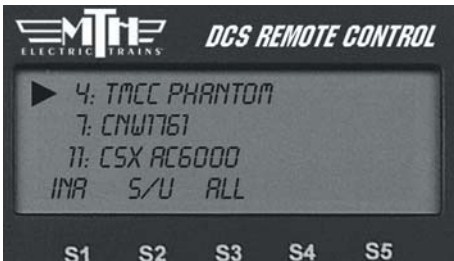 MTH
ELECTRIC TRAINS
DCS REMOTE CONTROL
4: TMCC PHANTOM
7: CNW1761
11: CSX AC6000
INA S/U ALL
S1 S2 S3 S4 S5